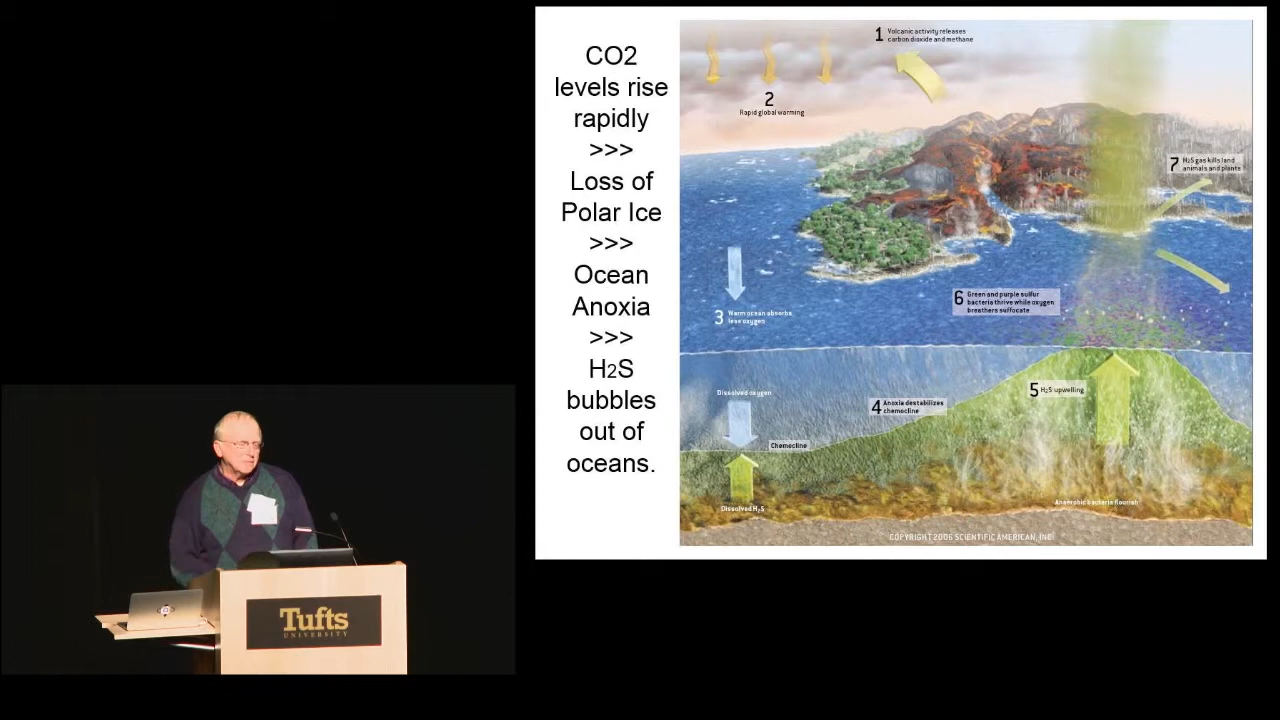 CO2
levels rise
rapidly
>>>
Loss of
Polar Ice
>>>
Ocean
Anoxia
>>>
H2S
bubbles
out of
oceans.
1 Volcanic activity releases
carbon dioxide and methane
2
Rapid global warming
7 H2S gas kills land
animals and plants
3 Warm ocean absorbs
less oxygen
6 Green and purple sulfur
bacteria thrive while oxygen
breathers suffocate
Dissolved oxygen
4 Anoxia destabilizes
chemocline
5 H2S upwelling
Chemocline
Dissolved H2S
Anaerobic bacteria flourish
COPYRIGHT 2006 SCIENTIFIC AMERICAN, INC.
Tufts
UNIVERSITY